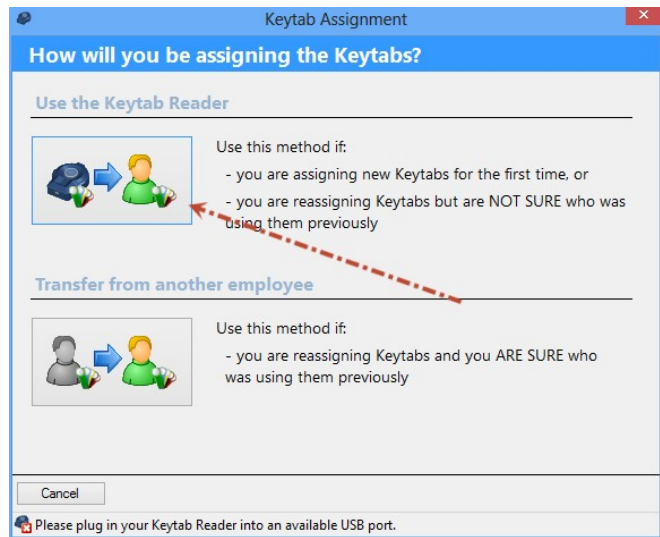 Keytab Assignment
How will you be assigning the Keytabs?
Use the Keytab Reader
Use this method if:
- you are assigning new Keytabs for the first time, or
- you are reassigning Keytabs but are NOT SURE who was
using them previously
Transfer from another employee
Use this method if:
- you are reassigning Keytabs and you ARE SURE who
was using them previously
Cancel
Please plug in your Keytab Reader into an available USB port.